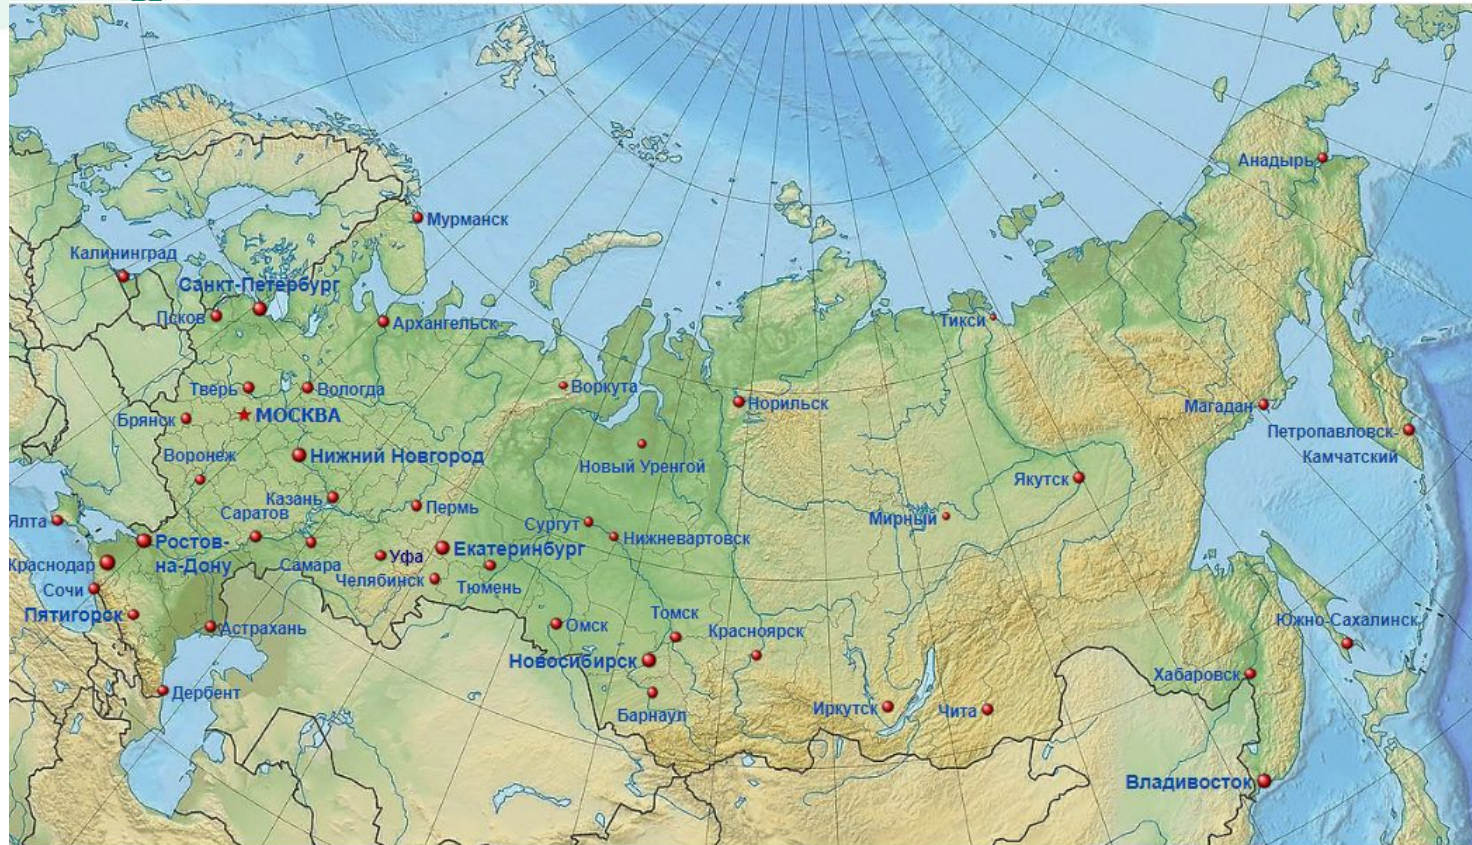 Анадырь
Мурманск
Калининград
Санкт-Петербург
Псков
Архангельск
Тикси
Тверь
Вологда
Воркута
Норильск
Магадан
Брянск
МОСКВА
Петропавловск-
Камчатский
Воронеж
Нижний Новгород
Новый Уренгой
Якутск
Казань
Пермь
Саратов
Ялта
Сургут
Мирный
Нижневартовск
Ростов-
на-Дону
Уфа
Екатеринбург
Краснодар
Самара
Челябинск
Тюмень
Сочи
Пятигорск
Астрахань
Омск
Томск
Красноярск
Южно-Сахалинск
Новосибирск
Хабаровск
Дербент
Барнаул
Иркутск
Чита
Владивосток